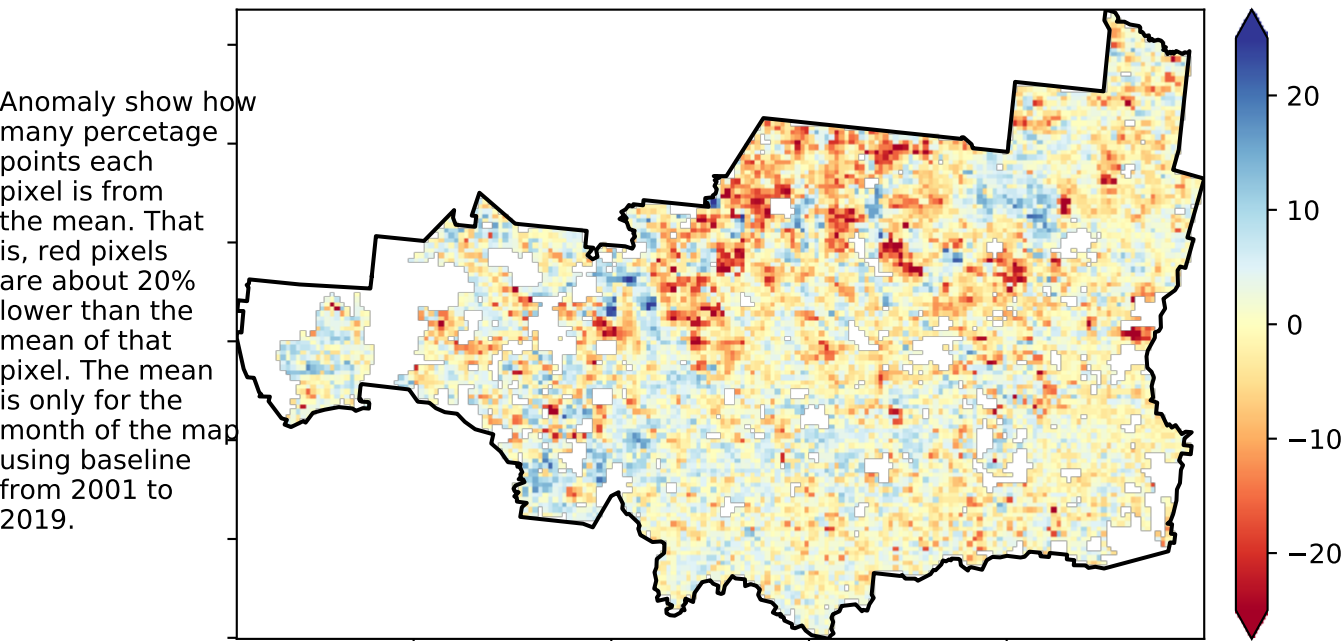 Anomaly show how
many percetage
points each
pixel is from
the mean. That
is, red pixels
are about 20%
lower than the
mean of that
pixel. The mean
is only for the
month of the map
using baseline
from 2001 to
2019.
20
10
0
−10
−20